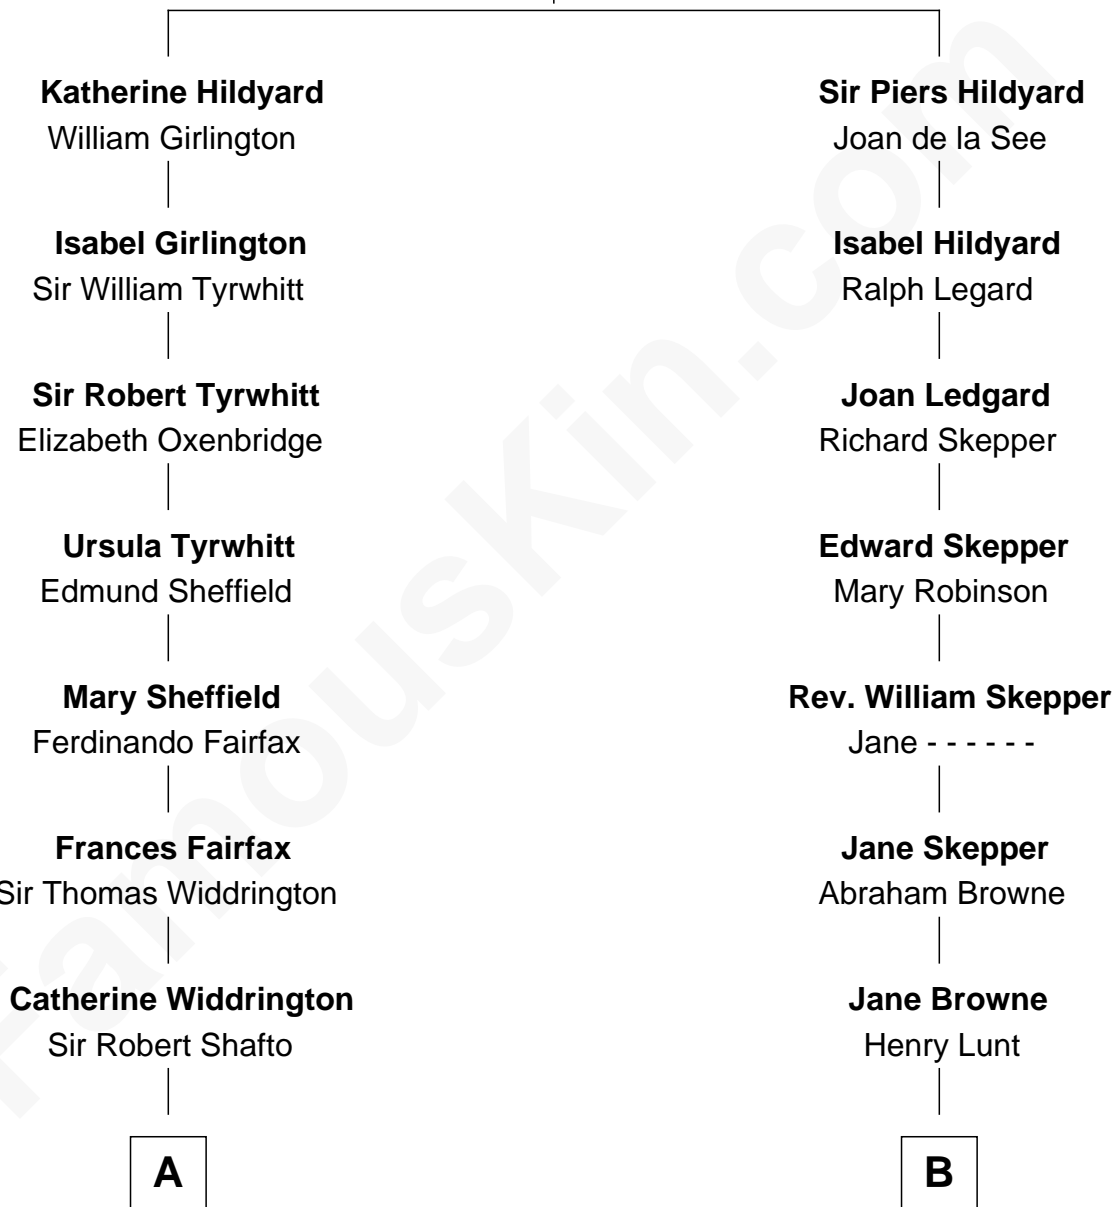 Katherine Hildyard
William Girlington
Isabel Girlington
Sir William Tyrwhitt
Sir Robert Tyrwhitt
Elizabeth Oxenbridge
Ursula Tyrwhitt
Edmund Sheffield
Mary Sheffield
Ferdinando Fairfax
Frances Fairfax
Sir Thomas Widdrington
Catherine Widdrington
Sir Robert Shafto
A
Sir Piers Hildyard
Joan de la See
Isabel Hildyard
Ralph Legard
Joan Ledgard
Richard Skepper
Edward Skepper
Mary Robinson
Rev. William Skepper
Jane - - - - - -
Jane Skepper
Abraham Browne
Jane Browne
Henry Lunt
B
FamousKin.com